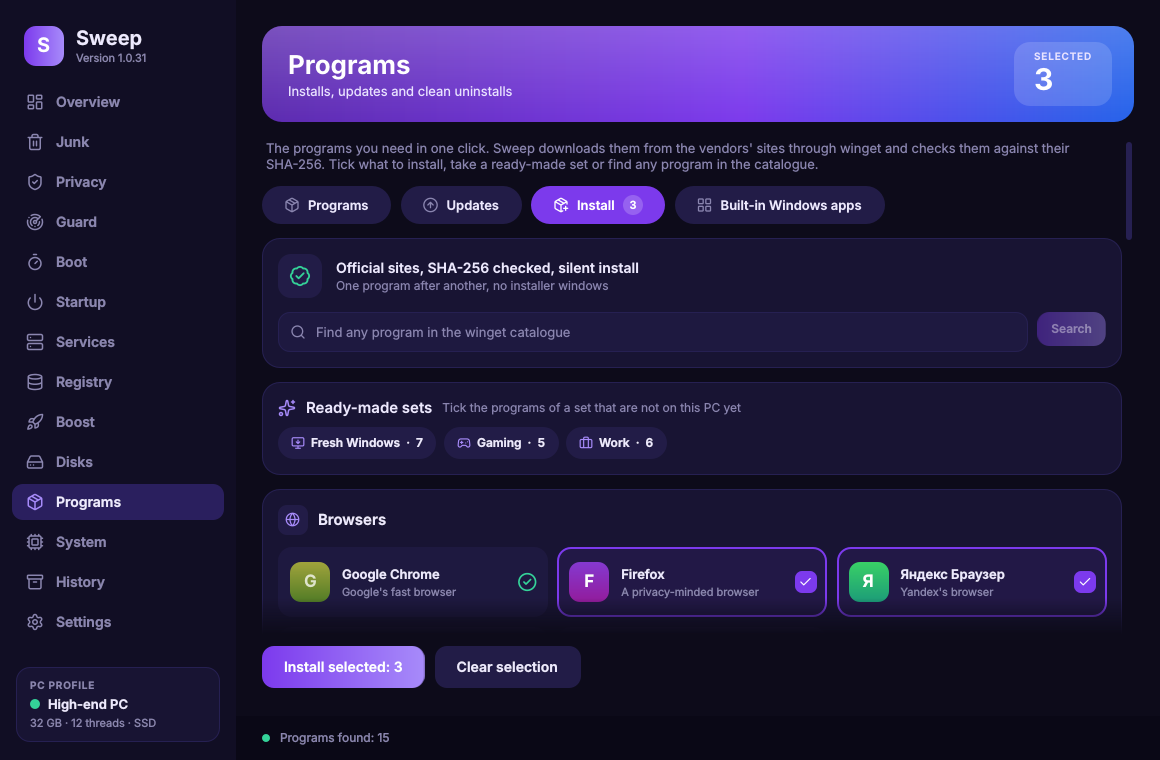 S
Sweep
Version 1.0.31
Overview
Junk
Privacy
Guard
Boot
Startup
Services
Registry
Boost
Disks
Programs
System
History
Settings
PC PROFILE
High-end PC
32 GB · 12 threads · SSD
Programs
Installs, updates and clean uninstalls
SELECTED
3
The programs you need in one click. Sweep downloads them from the vendors' sites through winget and checks them against their
SHA-256. Tick what to install, take a ready-made set or find any program in the catalogue.
Programs
Updates
Install 3
Built-in Windows apps
Official sites, SHA-256 checked, silent install
One program after another, no installer windows
Find any program in the winget catalogue
Search
Ready-made sets Tick the programs of a set that are not on this PC yet
Fresh Windows · 7
Gaming · 5
Work · 6
Browsers
G
Google Chrome
Google's fast browser
F
Firefox
A privacy-minded browser
Я
Яндекс Браузер
Yandex's browser
Install selected: 3
Clear selection
Programs found: 15